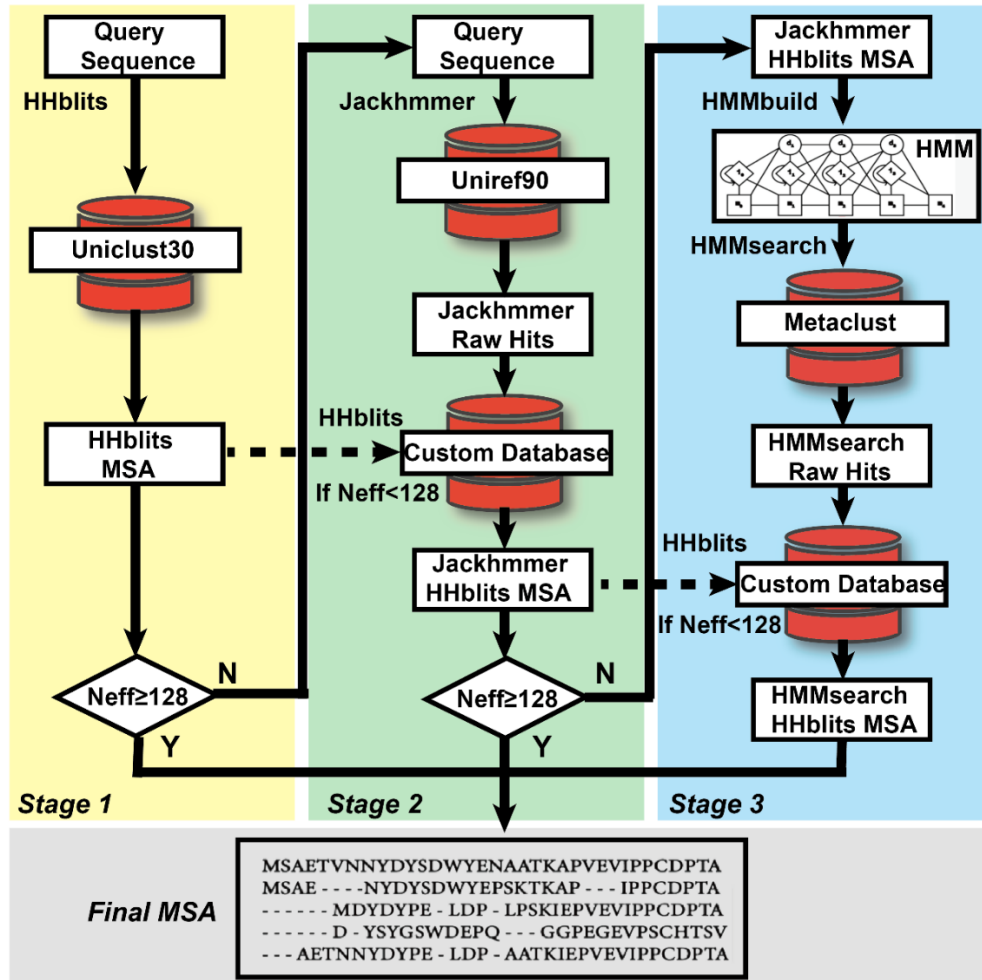 Query
Sequence
HHblits
Uniclust30
HHblits
MSA
Neff≥128
N
Y
Stage 1
Query
Sequence
Jackhmmer
Uniref90
Jackhmmer
Raw Hits
HHblits
Custom Database
If Neff<128
Jackhmmer
HHblits MSA
Neff≥128
N
Y
Stage 2
Jackhmmer
HHblits MSA
HMMbuild
HMM
HMMsearch
Metaclust
HMMsearch
Raw Hits
HHblits
Custom Database
If Neff<128
HMMsearch
HHblits MSA
Stage 3
Final MSA
MSAETVNNYDYSDWYENAATKAPVEVIPPCDPTA
MSAE----NYDYSDWYEPSKTKAP---IPPCDPTA
------MDYDYPE-LDP-LPSKIEPVEVIPPCDPTA
------D-YSYGSWDEPQ---GGPEGEVPSCHTSV
---AETNNYDYPE-LDP-AATKIEPVEVIPPCDPTA